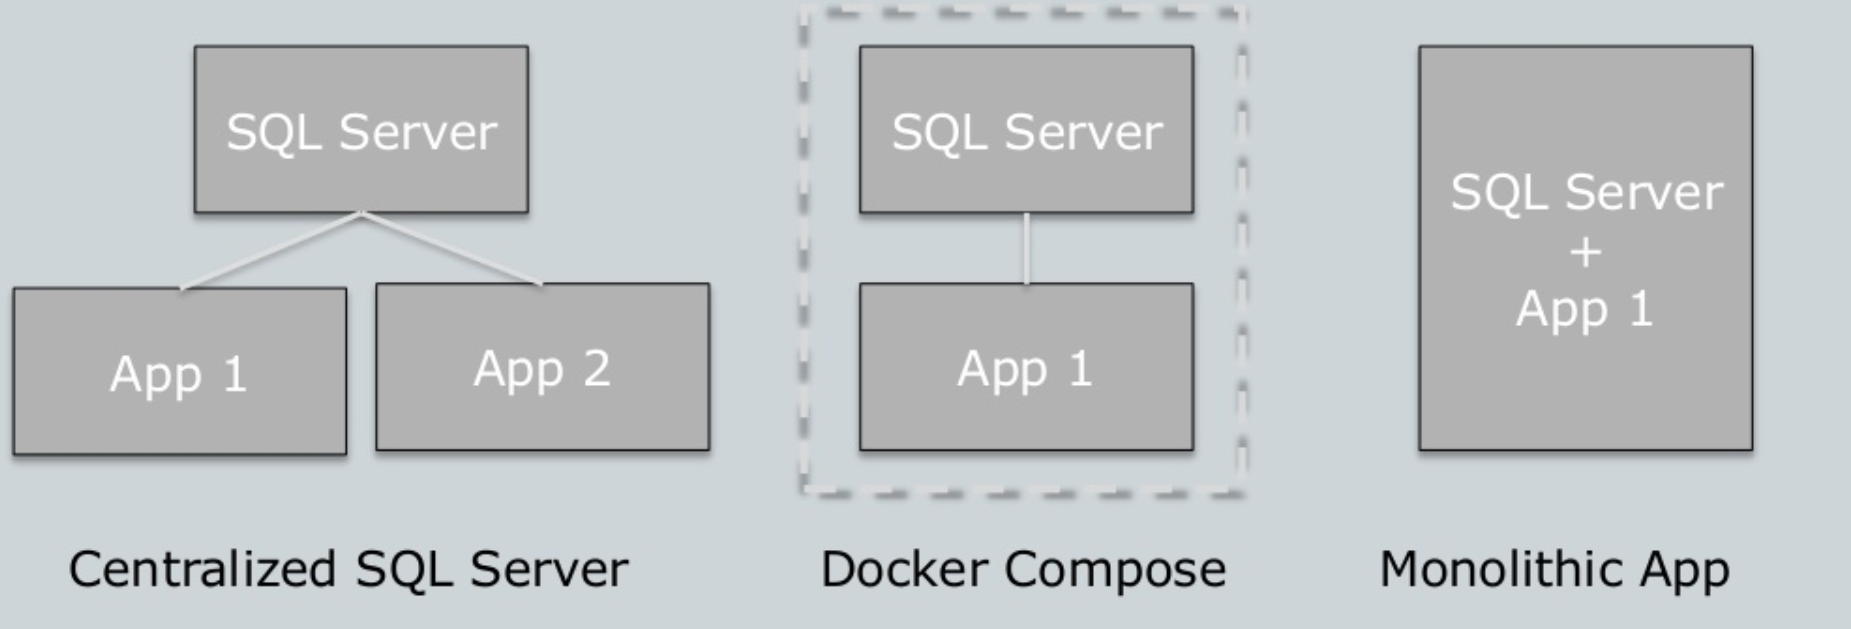 SQL Server
App 1
App 2
Centralized SQL Server
SQL Server
App 1
Docker Compose
SQL Server
+
App 1
Monolithic App